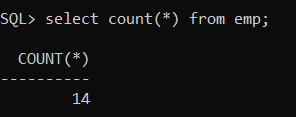 SQL> select count(*) from emp;
COUNT(*)
----------
14